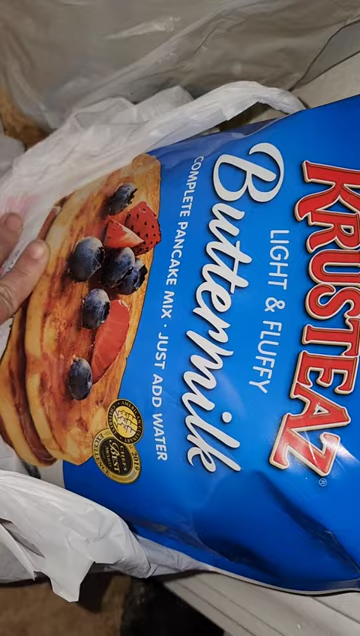 KRUSTEAZ®
LIGHT & FLUFFY
Buttermilk
COMPLETE PANCAKE MIX · JUST ADD WATER